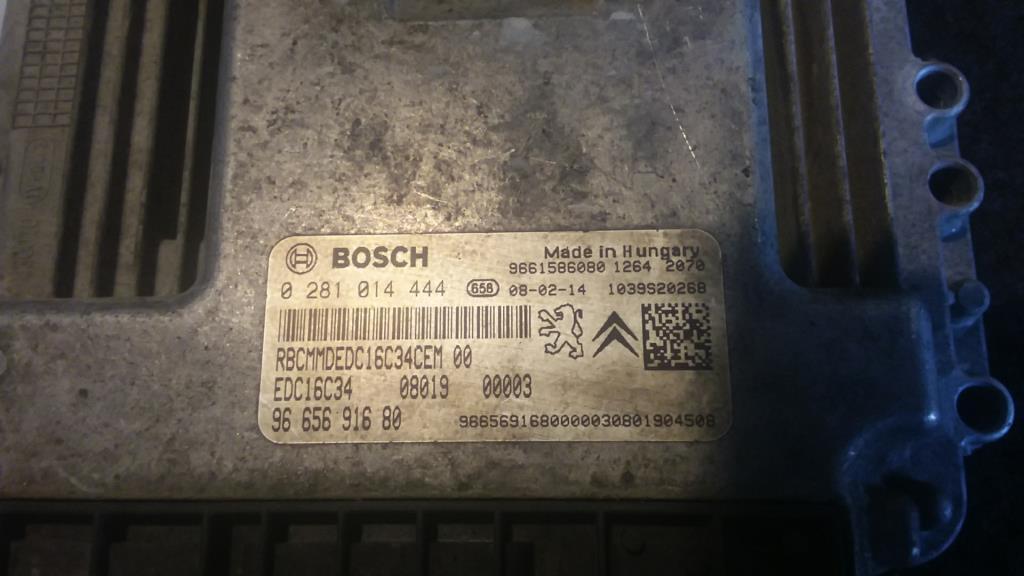 BOSCH
Made in Hungary
9661586080 1264 2070
0 281 014 444 658 08-02-14 1039S20268
RBCMMDEDC16C34CEM 00
EDC16C34 08019 00003
96 656 916 80
9665691680000030801904508